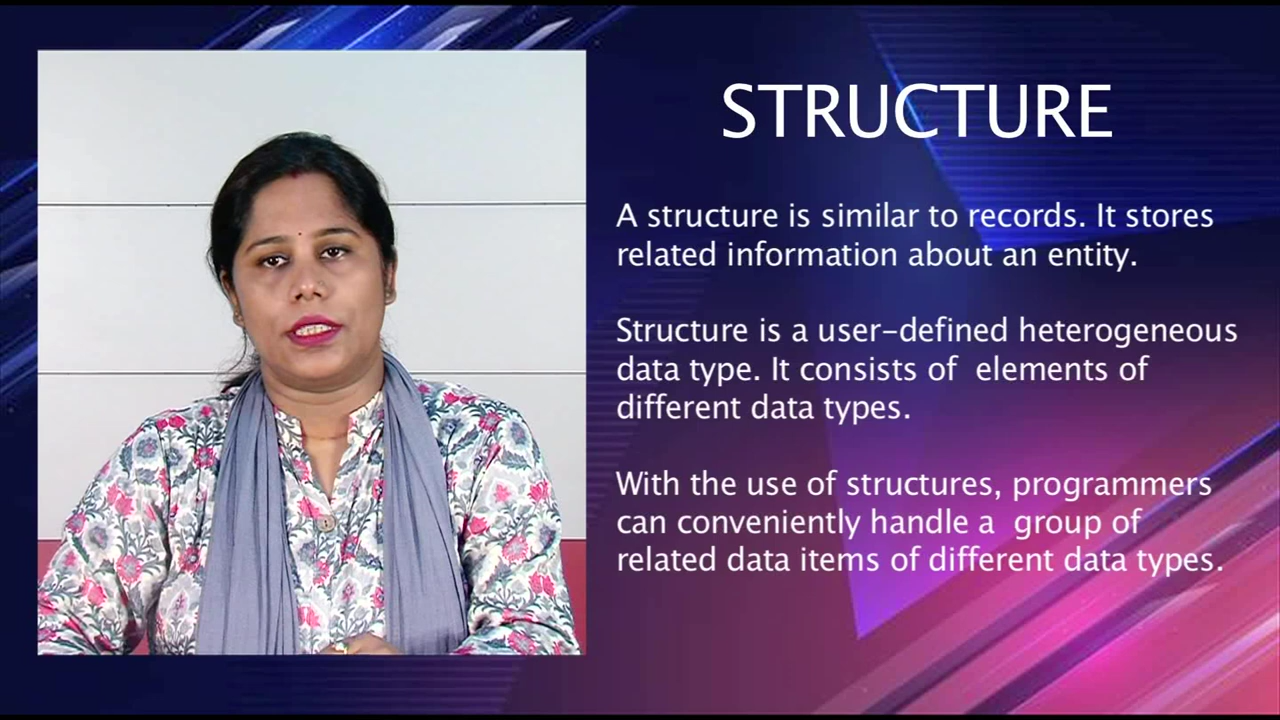 STRUCTURE
A structure is similar to records. It stores
related information about an entity.
Structure is a user-defined heterogeneous
data type. It consists of  elements of
different data types.
With the use of structures, programmers
can conveniently handle a  group of
related data items of different data types.